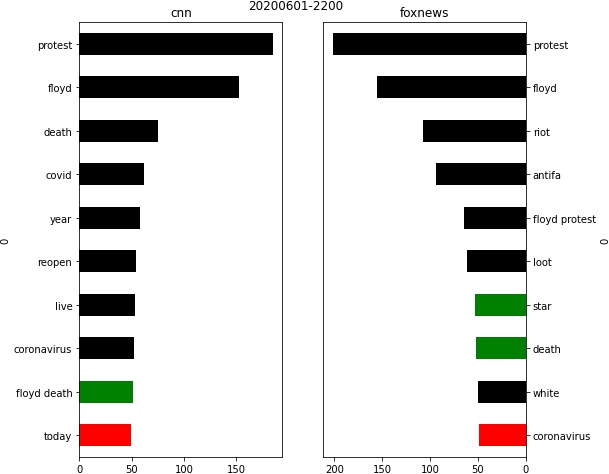 20200601-2200
cnn
foxnews
protest
floyd
death
covid
year
reopen
live
coronavirus
floyd death
today
0
0 50 100 150
protest
floyd
riot
antifa
floyd protest
loot
star
death
white
coronavirus
0
200 150 100 50 0